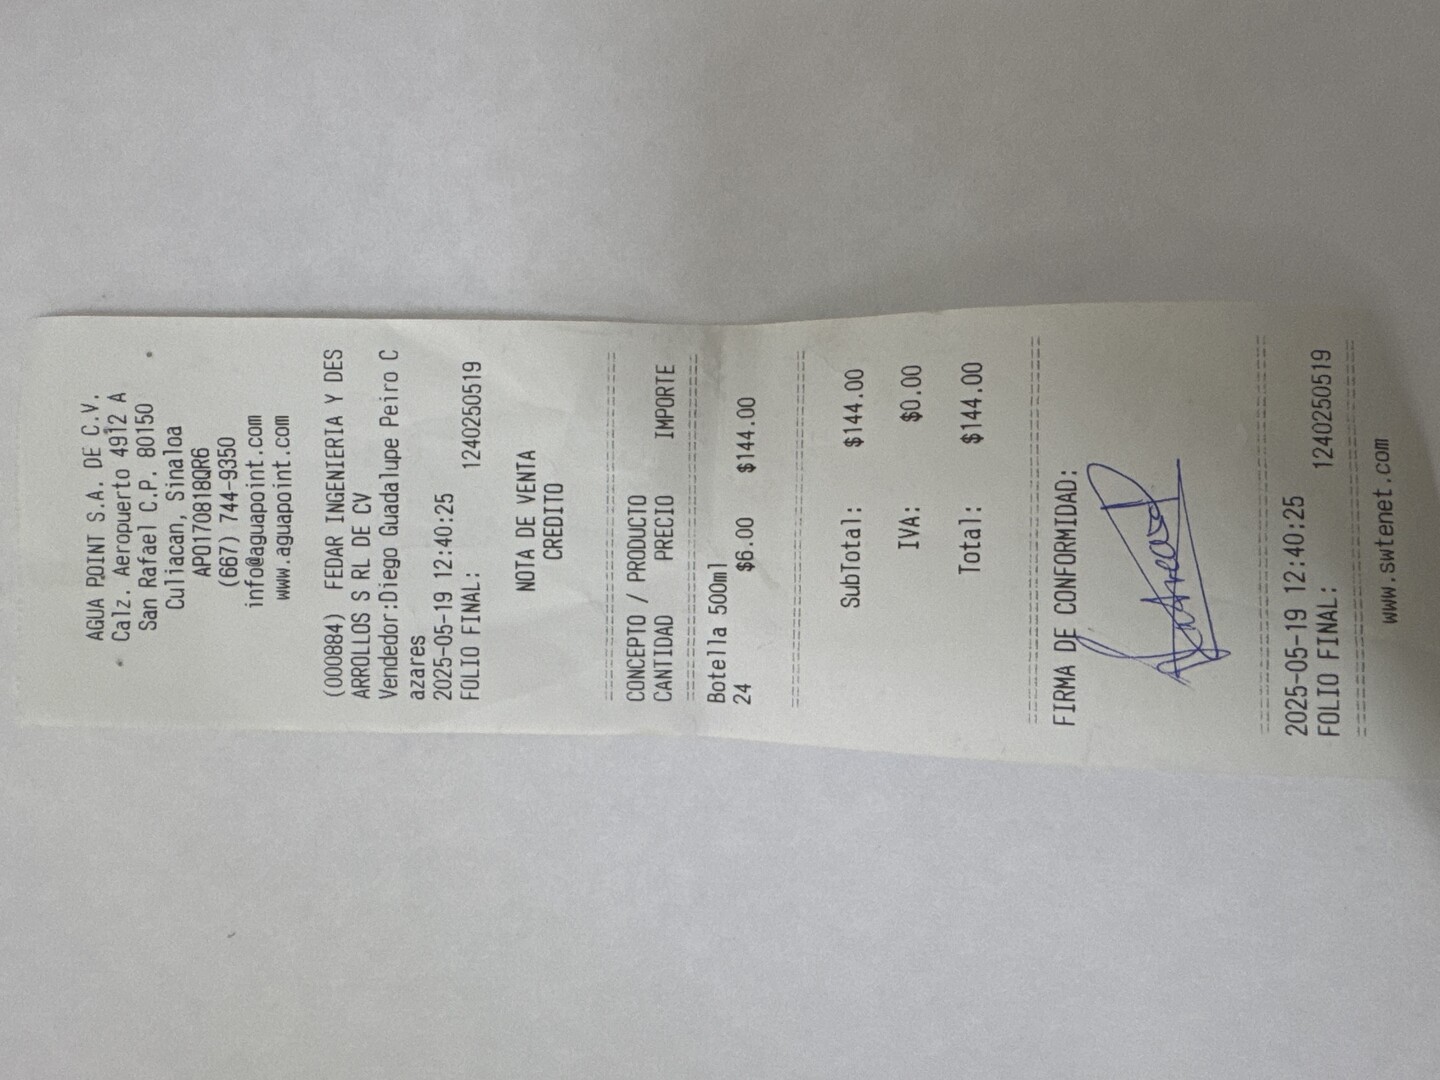 AGUA POINT S.A. DE C.V.
Calz. Aeropuerto 4912 A
San Rafael C.P. 80150
Culiacan, Sinaloa
APO170818QR6
(667) 744-9350
info@aguapoint.com
www.aguapoint.com
(000884) FEDAR INGENIERIA Y DES
ARROLLOS S RL DE CV
Vendedor:Diego Guadalupe Peiro C
azares
2025-05-19 12:40:25
FOLIO FINAL: 1240250519
NOTA DE VENTA
CREDITO
CONCEPTO / PRODUCTO
CANTIDAD PRECIO IMPORTE
Botella 500ml
24 $6.00 $144.00
SubTotal: $144.00
IVA: $0.00
Total: $144.00
FIRMA DE CONFORMIDAD:
2025-05-19 12:40:25
FOLIO FINAL: 1240250519
www.swtenet.com